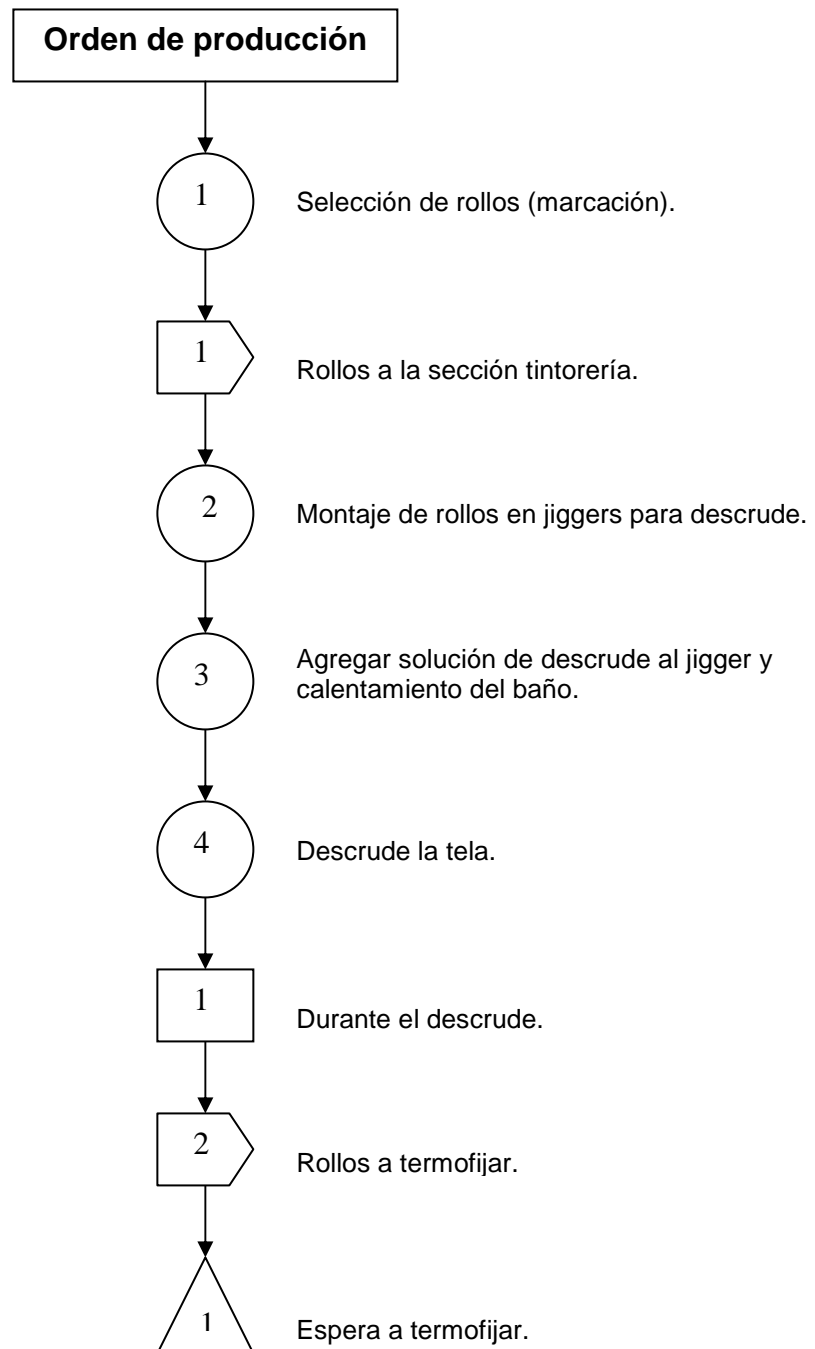 Orden de producción
1
Selección de rollos (marcación).
1
Rollos a la sección tintorería.
2
Montaje de rollos en jiggers para descrude.
3
Agregar solución de descrude al jigger y
calentamiento del baño.
4
Descrude la tela.
1
Durante el descrude.
2
Rollos a termofijar.
1
Espera a termofijar.